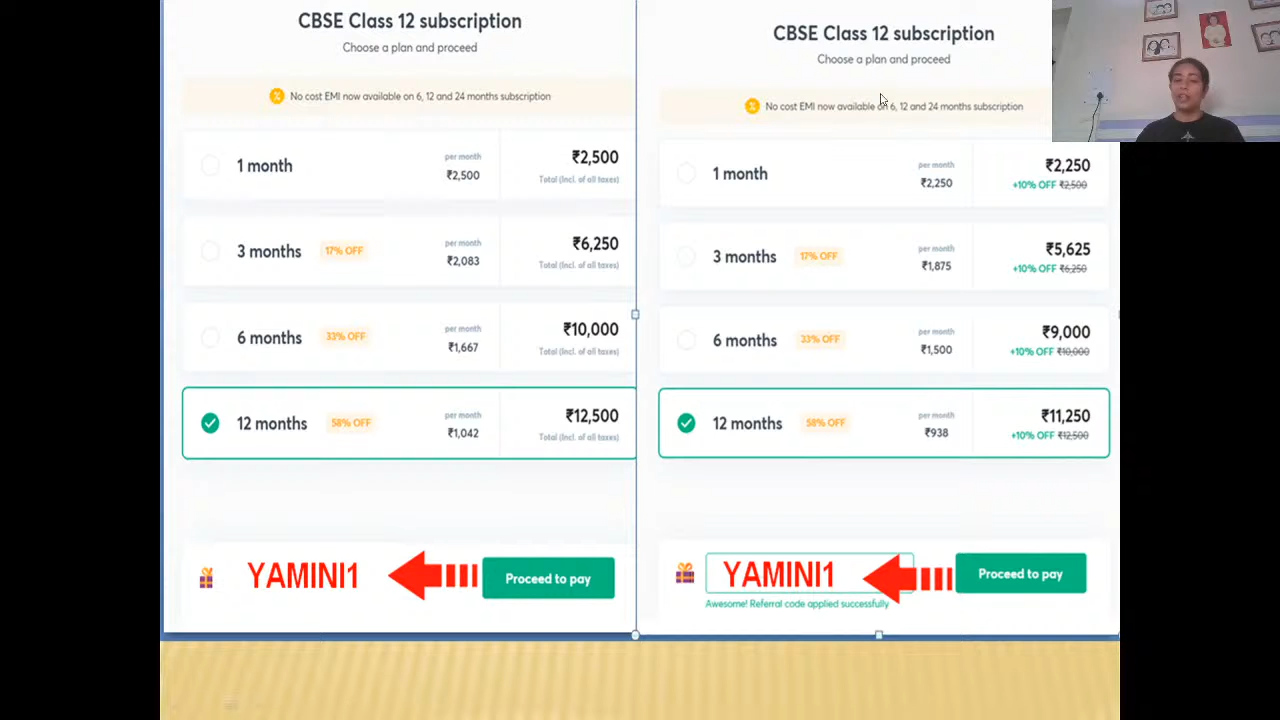 CBSE Class 12 subscription
Choose a plan and proceed
No cost EMI now available on 6, 12 and 24 months subscription
1 month
per month
₹2,500
₹2,500
Total (Incl. of all taxes)
3 months
17% OFF
per month
₹2,083
₹6,250
Total (Incl. of all taxes)
6 months
33% OFF
per month
₹1,667
₹10,000
Total (Incl. of all taxes)
12 months
58% OFF
per month
₹1,042
₹12,500
Total (Incl. of all taxes)
YAMINI1
Proceed to pay
CBSE Class 12 subscription
Choose a plan and proceed
No cost EMI now available on 6, 12 and 24 months subscription
1 month
per month
₹2,250
₹2,250
+10% OFF ₹2,500
3 months
17% OFF
per month
₹1,875
₹5,625
+10% OFF ₹6,250
6 months
33% OFF
per month
₹1,500
₹9,000
+10% OFF ₹10,000
12 months
58% OFF
per month
₹938
₹11,250
+10% OFF ₹12,500
YAMINI1
Proceed to pay
Awesome! Referral code applied successfully